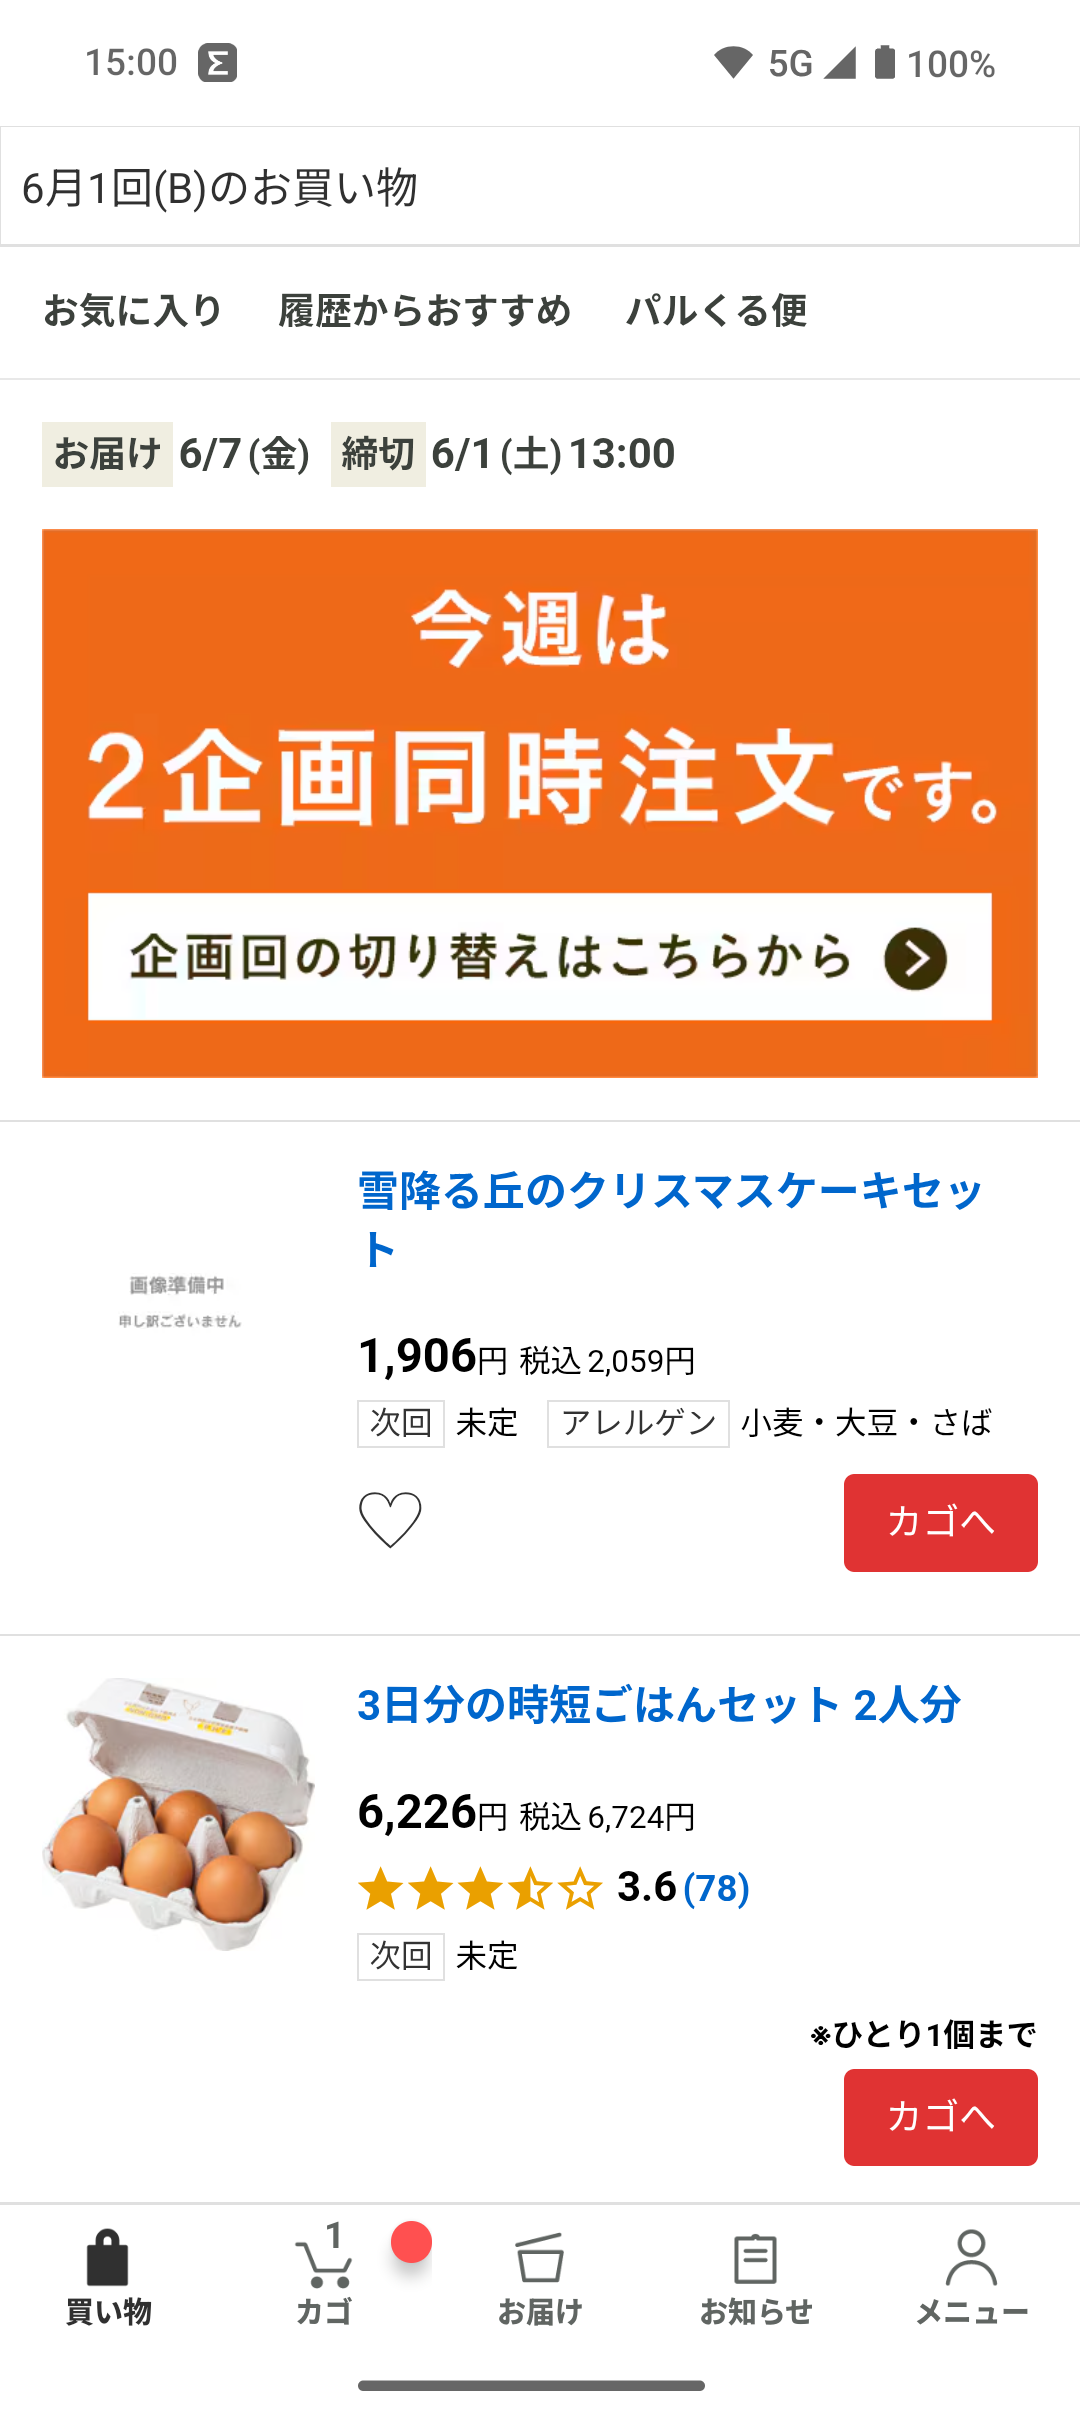 15:00
5G 100%
6月1回(B)のお買い物
お気に入り 履歴からおすすめ パルくる便
お届け 6/7(金) 締切 6/1(土)13:00
今週は
2企画同時注文です。
企画回の切り替えはこちらから
雪降る丘のクリスマスケーキセッ
ト
画像準備中
申し訳ございません
1,906円 税込2,059円
次回 未定 アレルゲン 小麦・大豆・さば
カゴへ
3日分の時短ごはんセット 2人分
6,226円 税込6,724円
3.6(78)
次回 未定
※ひとり1個まで
カゴへ
1
買い物 カゴ お届け お知らせ メニュー